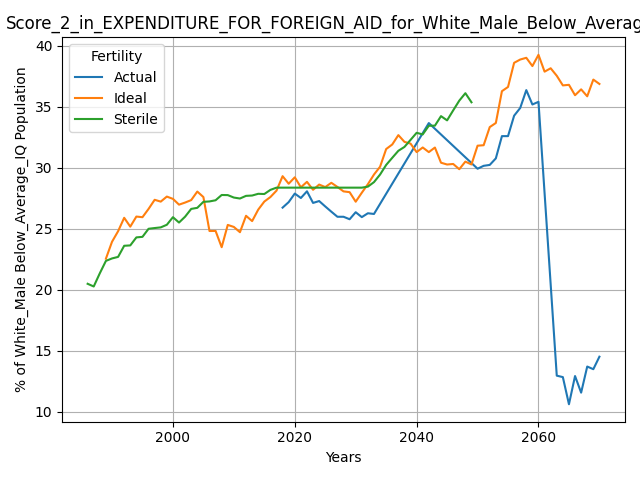 Score_2_in_EXPENDITURE_FOR_FOREIGN_AID_for_White_Male_Below_Averag
Fertility
Actual
Ideal
Sterile
% of White_Male Below_Average_IQ Population
40
35
30
25
20
15
10
2000 2020 2040 2060
Years